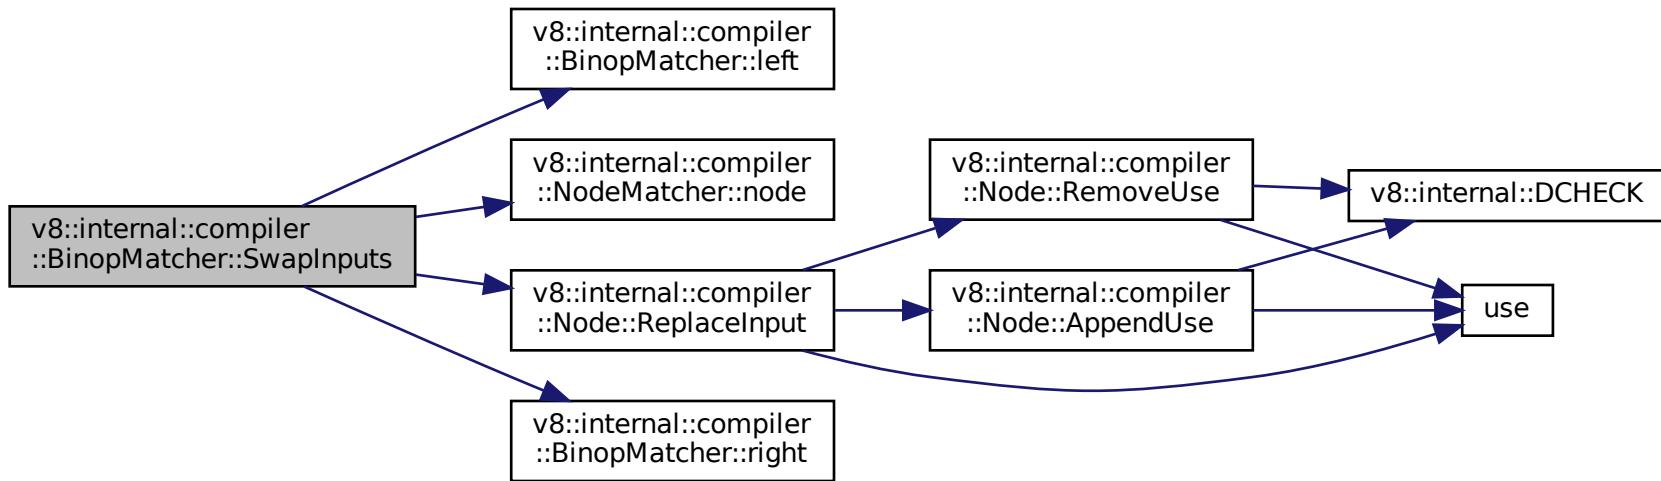 v8::internal::compiler
::BinopMatcher::SwapInputs
v8::internal::compiler
::BinopMatcher::left
v8::internal::compiler
::NodeMatcher::node
v8::internal::compiler
::Node::ReplaceInput
v8::internal::compiler
::BinopMatcher::right
v8::internal::compiler
::Node::RemoveUse
v8::internal::compiler
::Node::AppendUse
v8::internal::DCHECK
use